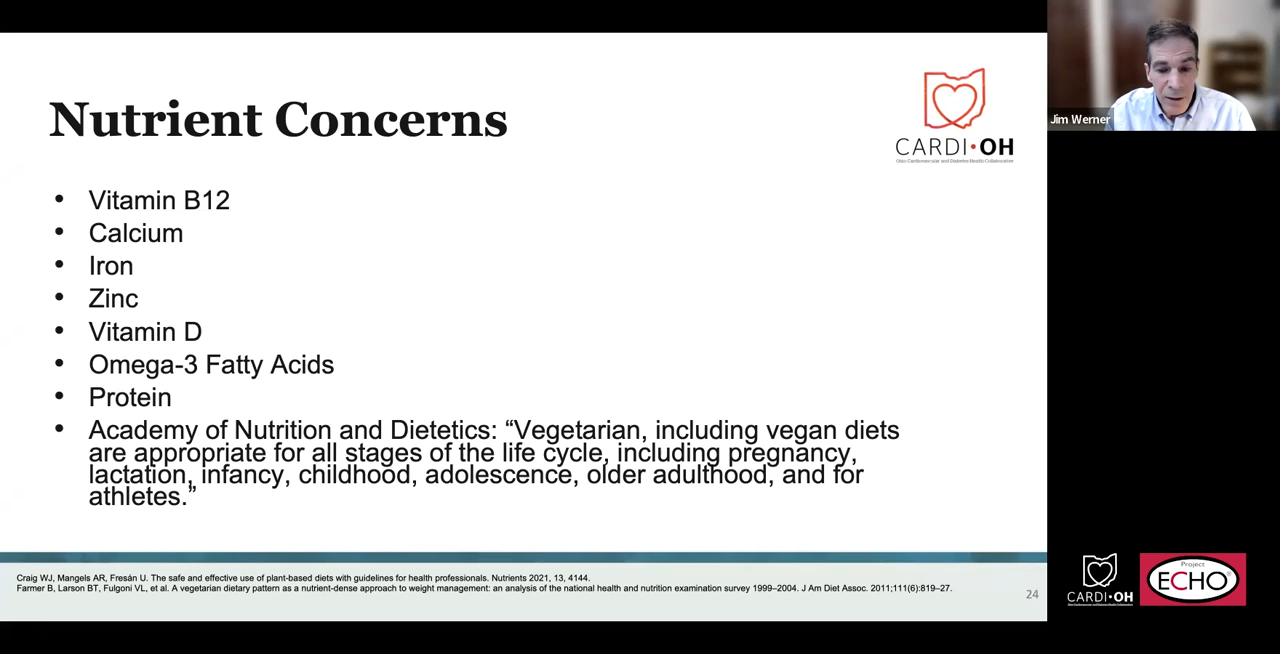 Nutrient Concerns
CARDI•OH
Ohio Cardiovascular and Diabetes Health Collaborative
Jim Werner
• Vitamin B12
• Calcium
• Iron
• Zinc
• Vitamin D
• Omega-3 Fatty Acids
• Protein
• Academy of Nutrition and Dietetics: “Vegetarian, including vegan diets
are appropriate for all stages of the life cycle, including pregnancy,
lactation, infancy, childhood, adolescence, older adulthood, and for
athletes.”
Craig WJ, Mangels AR, Fresán U. The safe and effective use of plant-based diets with guidelines for health professionals. Nutrients 2021, 13, 4144.
Farmer B, Larson BT, Fulgoni VL, et al. A vegetarian dietary pattern as a nutrient-dense approach to weight management: an analysis of the national health and nutrition examination survey 1999–2004. J Am Diet Assoc. 2011;111(6):819–27.
24
CARDI•OH
Project
ECHO